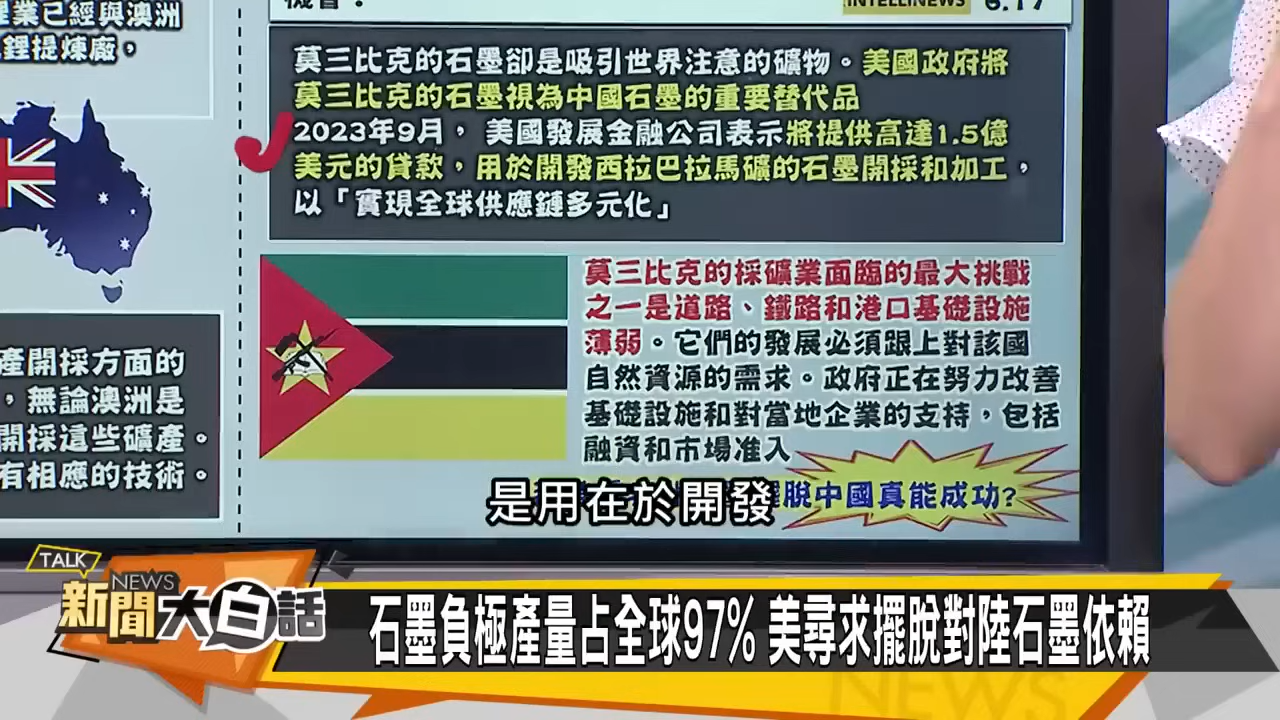 業已經與澳洲
鋰提煉廠，
機會：
INTELLINEWS 6.17
莫三比克的石墨卻是吸引世界注意的礦物。美國政府將
莫三比克的石墨視為中國石墨的重要替代品
2023年9月， 美國發展金融公司表示將提供高達1.5億
美元的貸款，用於開發西拉巴拉馬礦的石墨開採和加工，
以「實現全球供應鏈多元化」
莫三比克的採礦業面臨的最大挑戰
之一是道路、鐵路和港口基礎設施
薄弱。它們的發展必須跟上對該國
自然資源的需求。政府正在努力改善
基礎設施和對當地企業的支持，包括
融資和市場准入
產開採方面的
，無論澳洲是
開採這些礦產。
有相應的技術。
脫中國真能成功?
是用在於開發
TALK
NEWS
新聞大白話
石墨負極產量占全球97% 美尋求擺脫對陸石墨依賴
NEWS